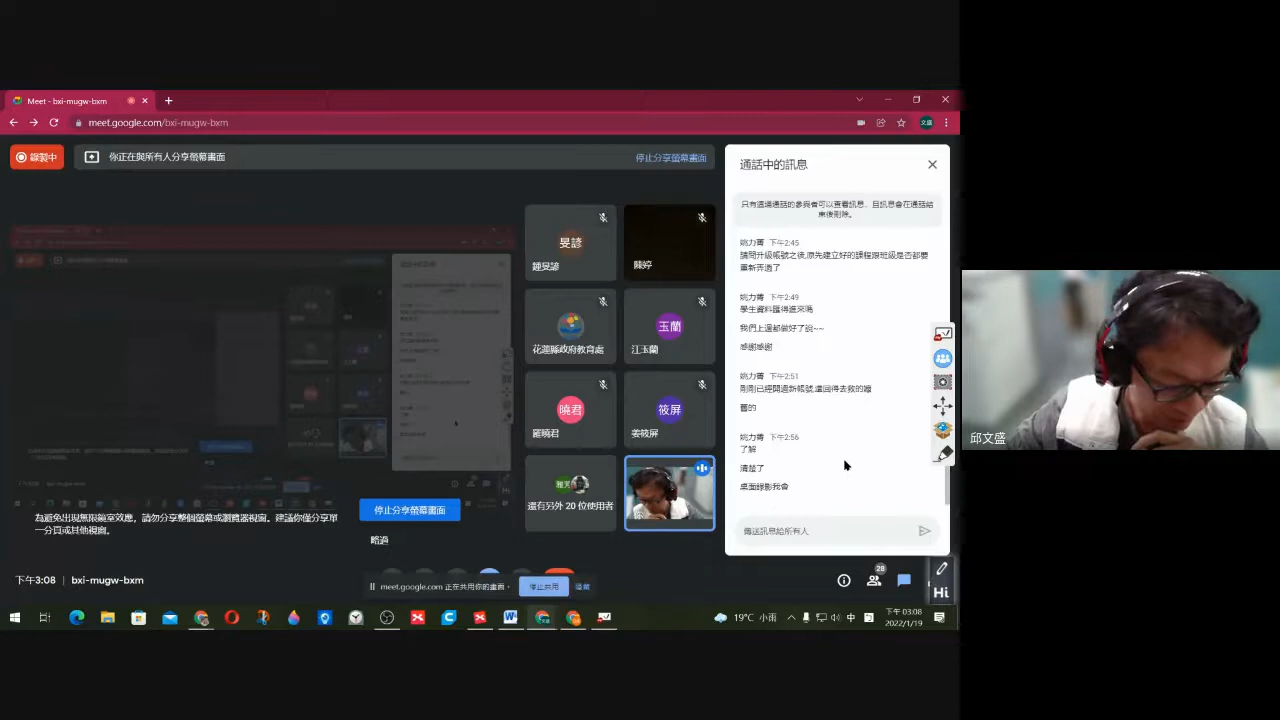 Meet - bxi-mugw-bxm
meet.google.com/bxi-mugw-bxm
文盛
錄製中
你正在與所有人分享螢幕畫面
停止分享螢幕畫面
通話中的訊息
只有這場通話的參與者可以查看訊息，且訊息會在通話結
束後刪除。
姚力菁 下午2:45
請問升級帳號之後,原先建立好的課程跟班級是否都要
重新弄過了
姚力菁 下午2:49
學生資料匯得進來嗎
我們上週都做好了說~~
感謝感謝
姚力菁 下午2:51
剛剛已經開過新帳號,還回得去救的嗎
舊的
姚力菁 下午2:56
了解
清楚了
桌面錄影我會
傳送訊息給所有人
旻諺
鍾旻諺
陳婷
花蓮縣政府教育處
玉蘭
江玉蘭
曉君
羅曉君
筱屏
姜筱屏
還有另外 20 位使用者
為避免出現無限鏡室效應，請勿分享整個螢幕或瀏覽器視窗。建議你僅分享單
一分頁或其他視窗。
停止分享螢幕畫面
略過
下午3:08 | bxi-mugw-bxm
meet.google.com 正在共用你的畫面。
停止共用
隱藏
28
Hi
19°C 小雨
中
下午 03:08
2022/1/19
邱文盛